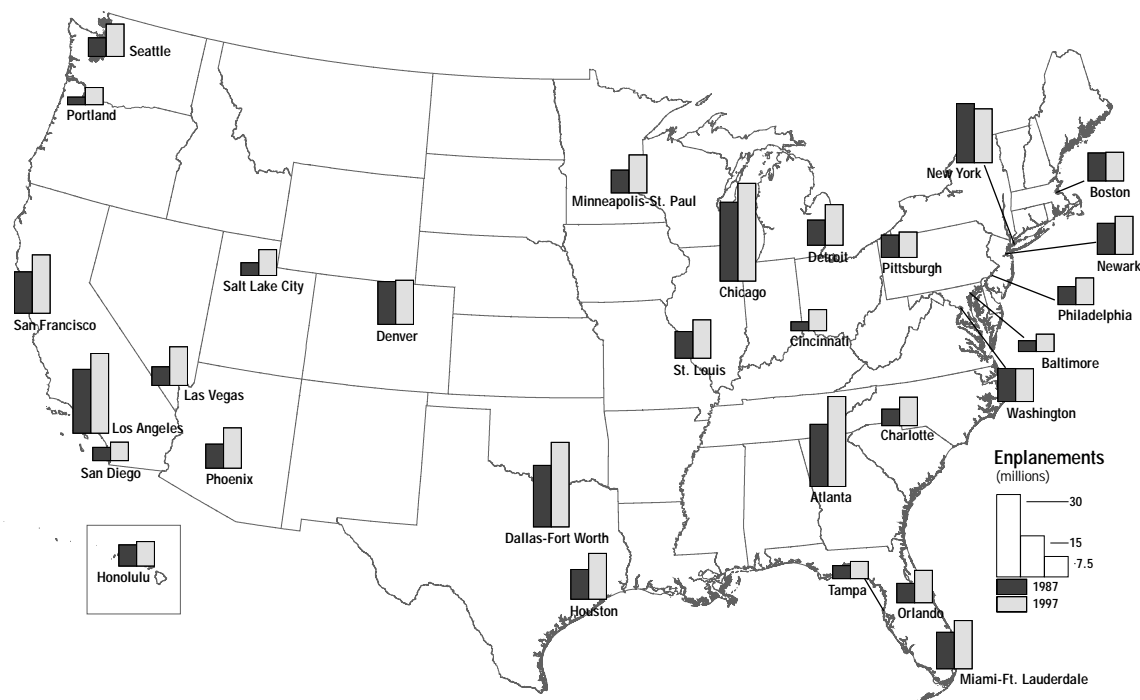 Seattle
Portland
New York
Boston
Minneapolis-St. Paul
Newark
Detroit
Pittsburgh
Salt Lake City
Chicago
San Francisco
Philadelphia
Denver
Cincinnati
Baltimore
St. Louis
Las Vegas
Washington
Los Angeles
Charlotte
San Diego
Phoenix
Atlanta
Enplanements
(millions)
30
15
7.5
1987
1997
Dallas-Fort Worth
Honolulu
Houston
Tampa
Orlando
Miami-Ft. Lauderdale